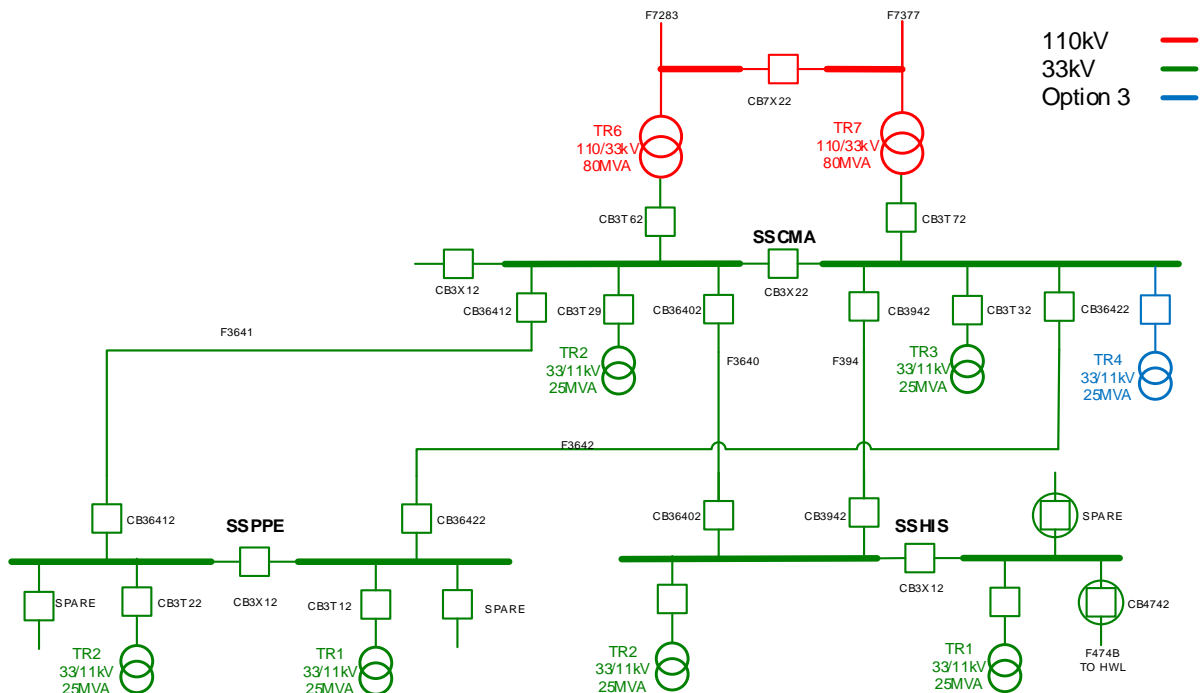 F7283
F7377
110kV
33kV
Option 3
CB7X22
TR6
110/33kV
80MVA
TR7
110/33kV
80MVA
CB3T62
CB3T72
SSCMA
CB3X12
CB3X22
CB36412
CB3T29
CB36402
CB3942
CB3T32
CB36422
F3641
TR2
33/11kV
25MVA
F3640
F394
TR3
33/11kV
25MVA
TR4
33/11kV
25MVA
F3642
CB36412
SSPPE
CB36422
CB36402
CB3942
SSHIS
SPARE
SPARE
CB3T22
CB3X12
CB3T12
SPARE
CB3X12
CB4742
TR2
33/11kV
25MVA
TR1
33/11kV
25MVA
TR2
33/11kV
25MVA
TR1
33/11kV
25MVA
F474B
TO HWL